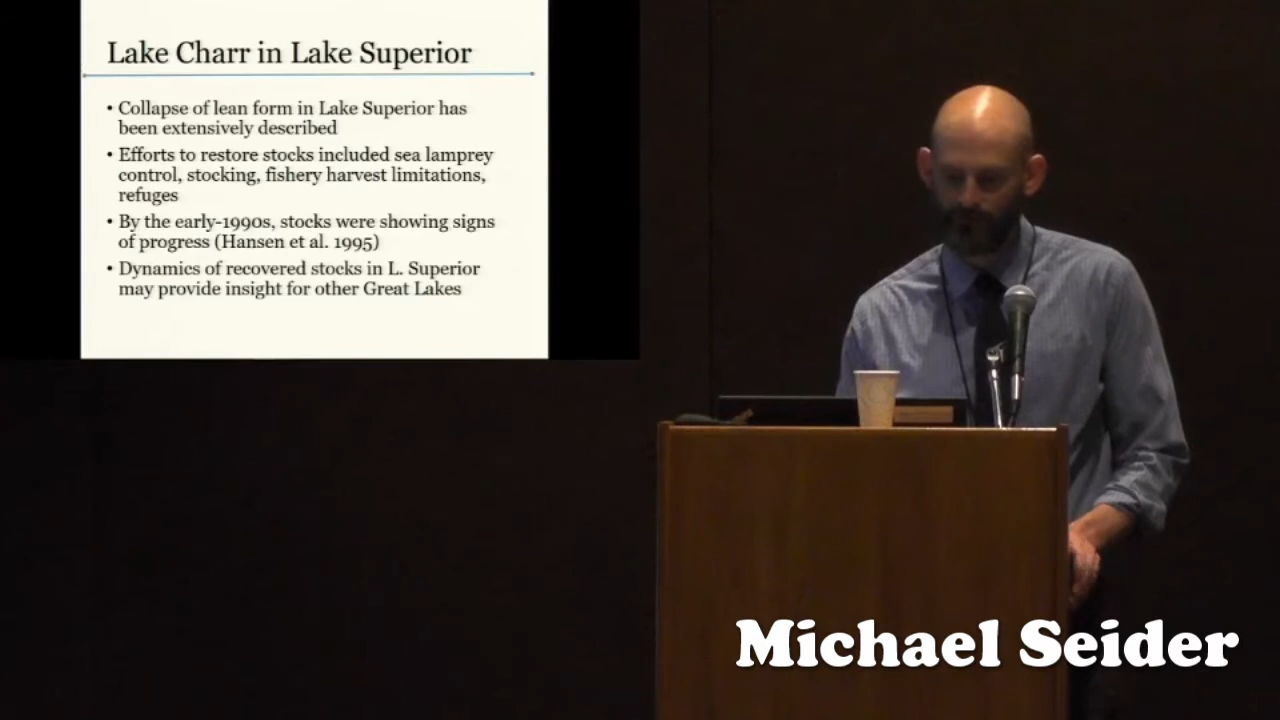 Lake Charr in Lake Superior
• Collapse of lean form in Lake Superior has
been extensively described
• Efforts to restore stocks included sea lamprey
control, stocking, fishery harvest limitations,
refuges
• By the early-1990s, stocks were showing signs
of progress (Hansen et al. 1995)
• Dynamics of recovered stocks in L. Superior
may provide insight for other Great Lakes
Michael Seider